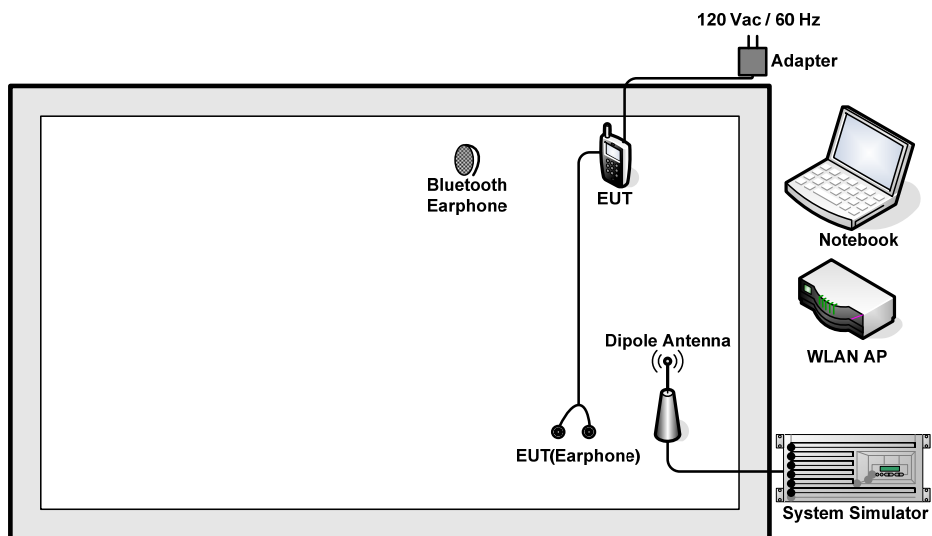 120 Vac / 60 Hz
Adapter
Bluetooth
Earphone
EUT
Notebook
WLAN AP
Dipole Antenna
EUT(Earphone)
System Simulator